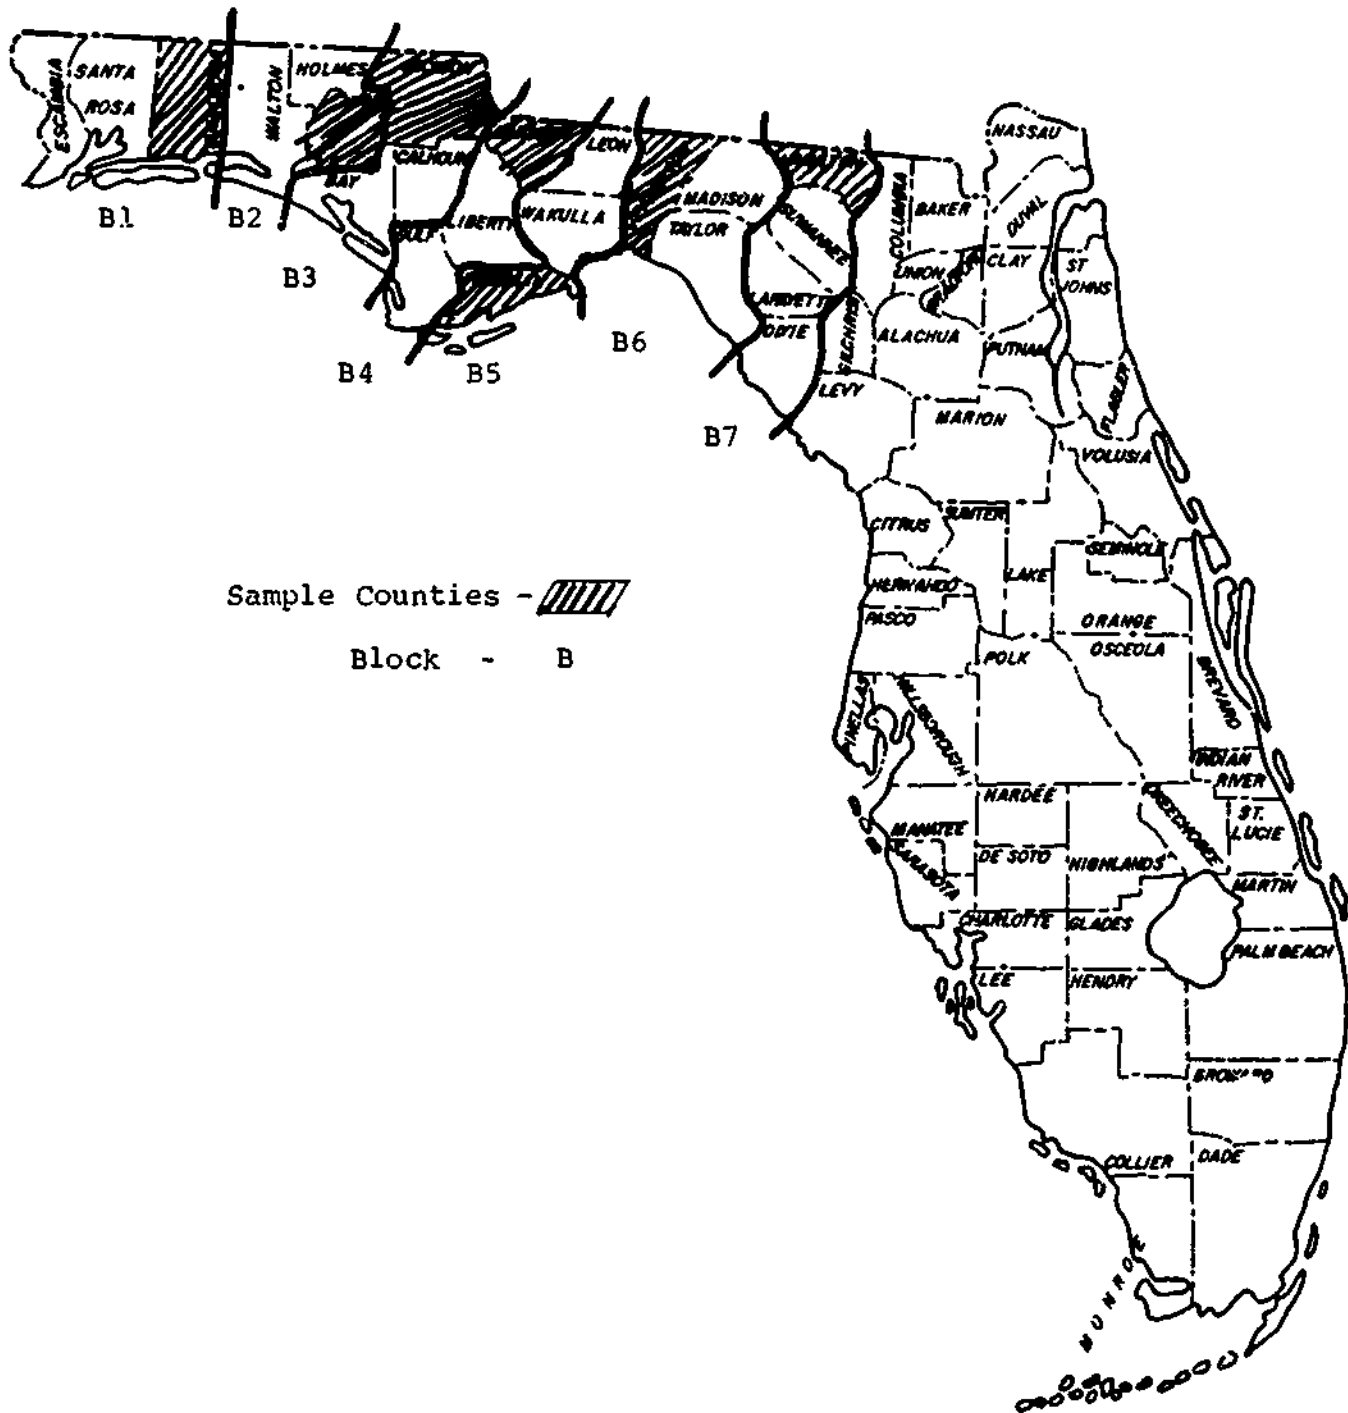 ESCAMBIA
SANTA
ROSA
WALTON
HOLMES
BAY
CALHOUN
GULF
LIBERTY
LEON
WAKULLA
MADISON
TAYLOR
SUWANNEE
LAFAYETTE
DIXIE
GILCHRIST
LEVY
COLUMBIA
BAKER
NASSAU
DUVAL
UNION
CLAY
ST
JOHNS
ALACHUA
PUTNAM
FLAGLER
MARION
VOLUSIA
B1
B2
B3
B4
B5
B6
B7
CITRUS
SUMTER
LAKE
SEMINOLE
HERNANDO
PASCO
ORANGE
OSCEOLA
POLK
BREVARD
PINELLAS
HILLSBOROUGH
INDIAN
RIVER
HARDEE
OKEECHOBEE
ST.
LUCIE
MANATEE
SARASOTA
DE SOTO
HIGHLANDS
MARTIN
CHARLOTTE
GLADES
PALM BEACH
LEE
HENDRY
BROWARD
COLLIER
DADE
MUNROE
Sample Counties -
Block - B